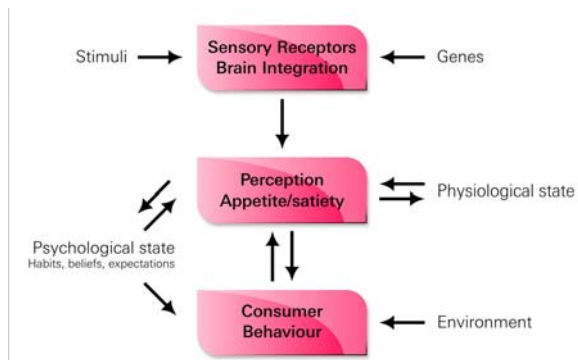 Stimuli
Sensory Receptors
Brain Integration
Genes
Perception
Appetite/satiety
Physiological state
Psychological state
Habits, beliefs, expectations
Consumer
Behaviour
Environment